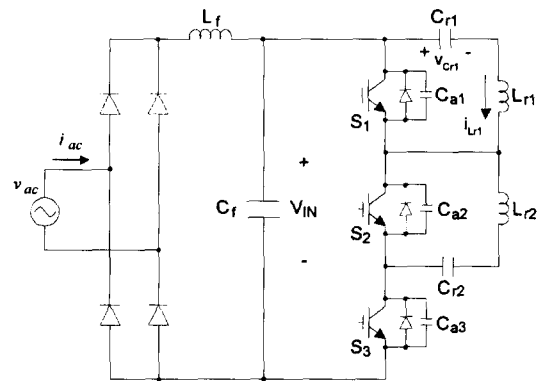 L_f
C_r1
+ v_Cr1 -
S_1
C_a1
L_r1
i_Lr1
i_ac
v_ac
C_f
+
V_IN
-
S_2
C_a2
L_r2
C_r2
S_3
C_a3